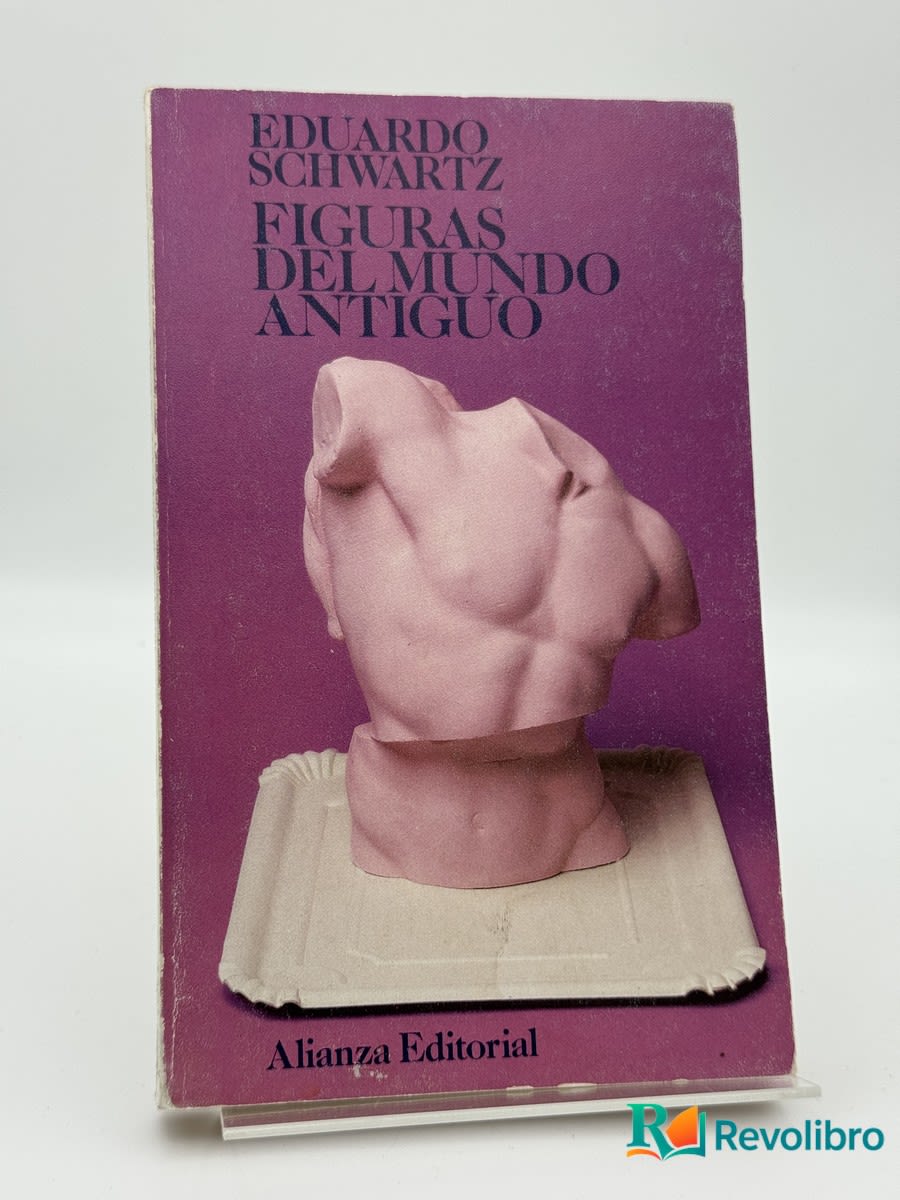 EDUARDO
SCHWARTZ
FIGURAS
DEL MUNDO
ANTIGUO
Alianza Editorial
Revolibro